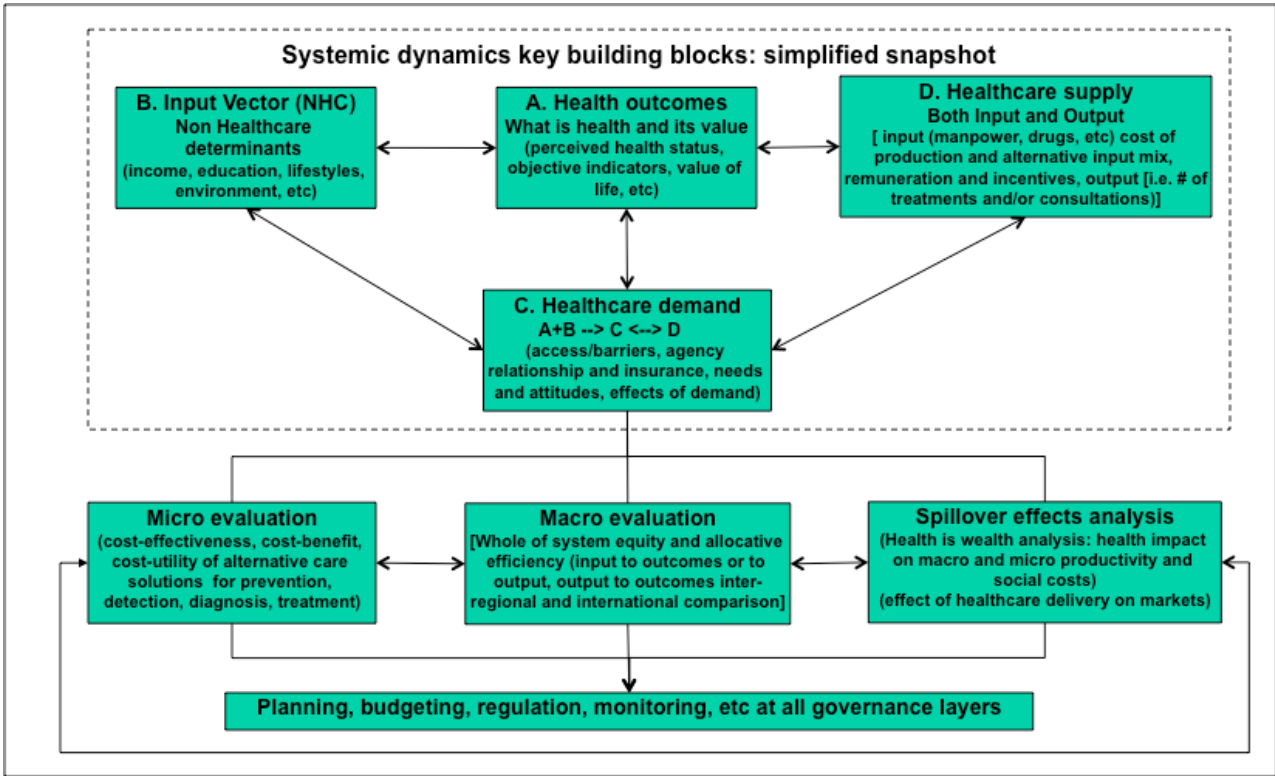 Systemic dynamics key building blocks: simplified snapshot
B. Input Vector (NHC)
Non Healthcare
determinants
(income, education, lifestyles,
environment, etc)
A. Health outcomes
What is health and its value
(perceived health status,
objective indicators, value of
life, etc)
D. Healthcare supply
Both Input and Output
[ input (manpower, drugs, etc) cost of
production and alternative input mix,
remuneration and incentives, output [i.e. # of
treatments and/or consultations)]
C. Healthcare demand
A+B --> C <--> D
(access/barriers, agency
relationship and insurance, needs
and attitudes, effects of demand)
Micro evaluation
(cost-effectiveness, cost-benefit,
cost-utility of alternative care
solutions for prevention,
detection, diagnosis, treatment)
Macro evaluation
[Whole of system equity and allocative
efficiency (input to outcomes or to
output, output to outcomes inter-
regional and international comparison]
Spillover effects analysis
(Health is wealth analysis: health impact
on macro and micro productivity and
social costs)
(effect of healthcare delivery on markets)
Planning, budgeting, regulation, monitoring, etc at all governance layers